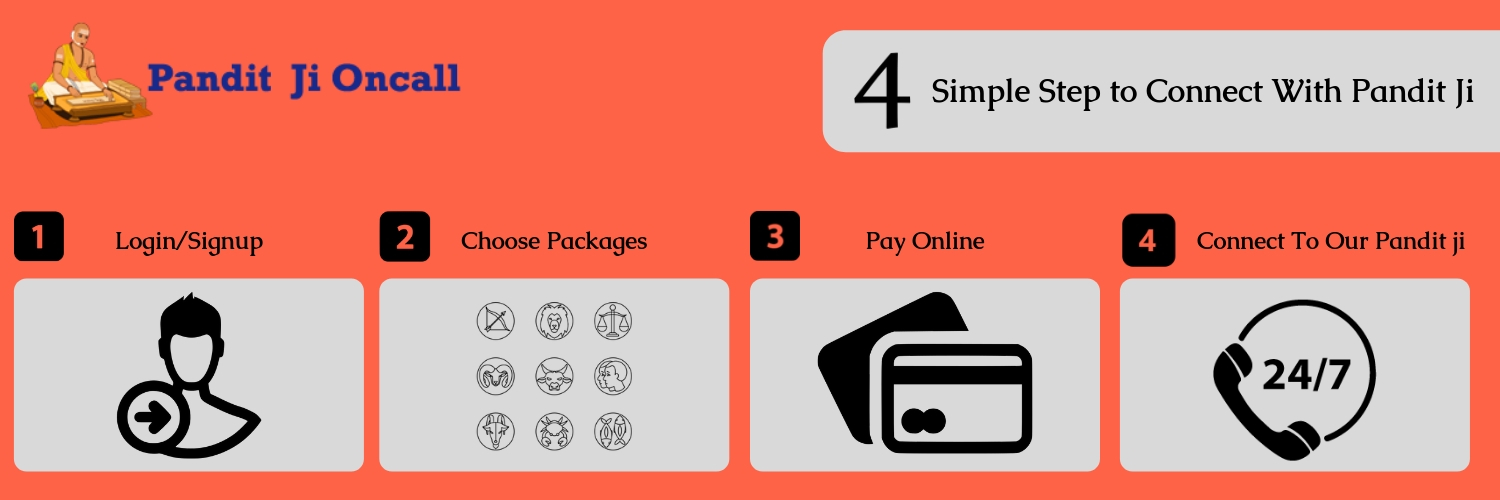 Pandit Ji Oncall
4 Simple Step to Connect With Pandit Ji
1 Login/Signup
2 Choose Packages
3 Pay Online
4 Connect To Our Pandit ji
24/7